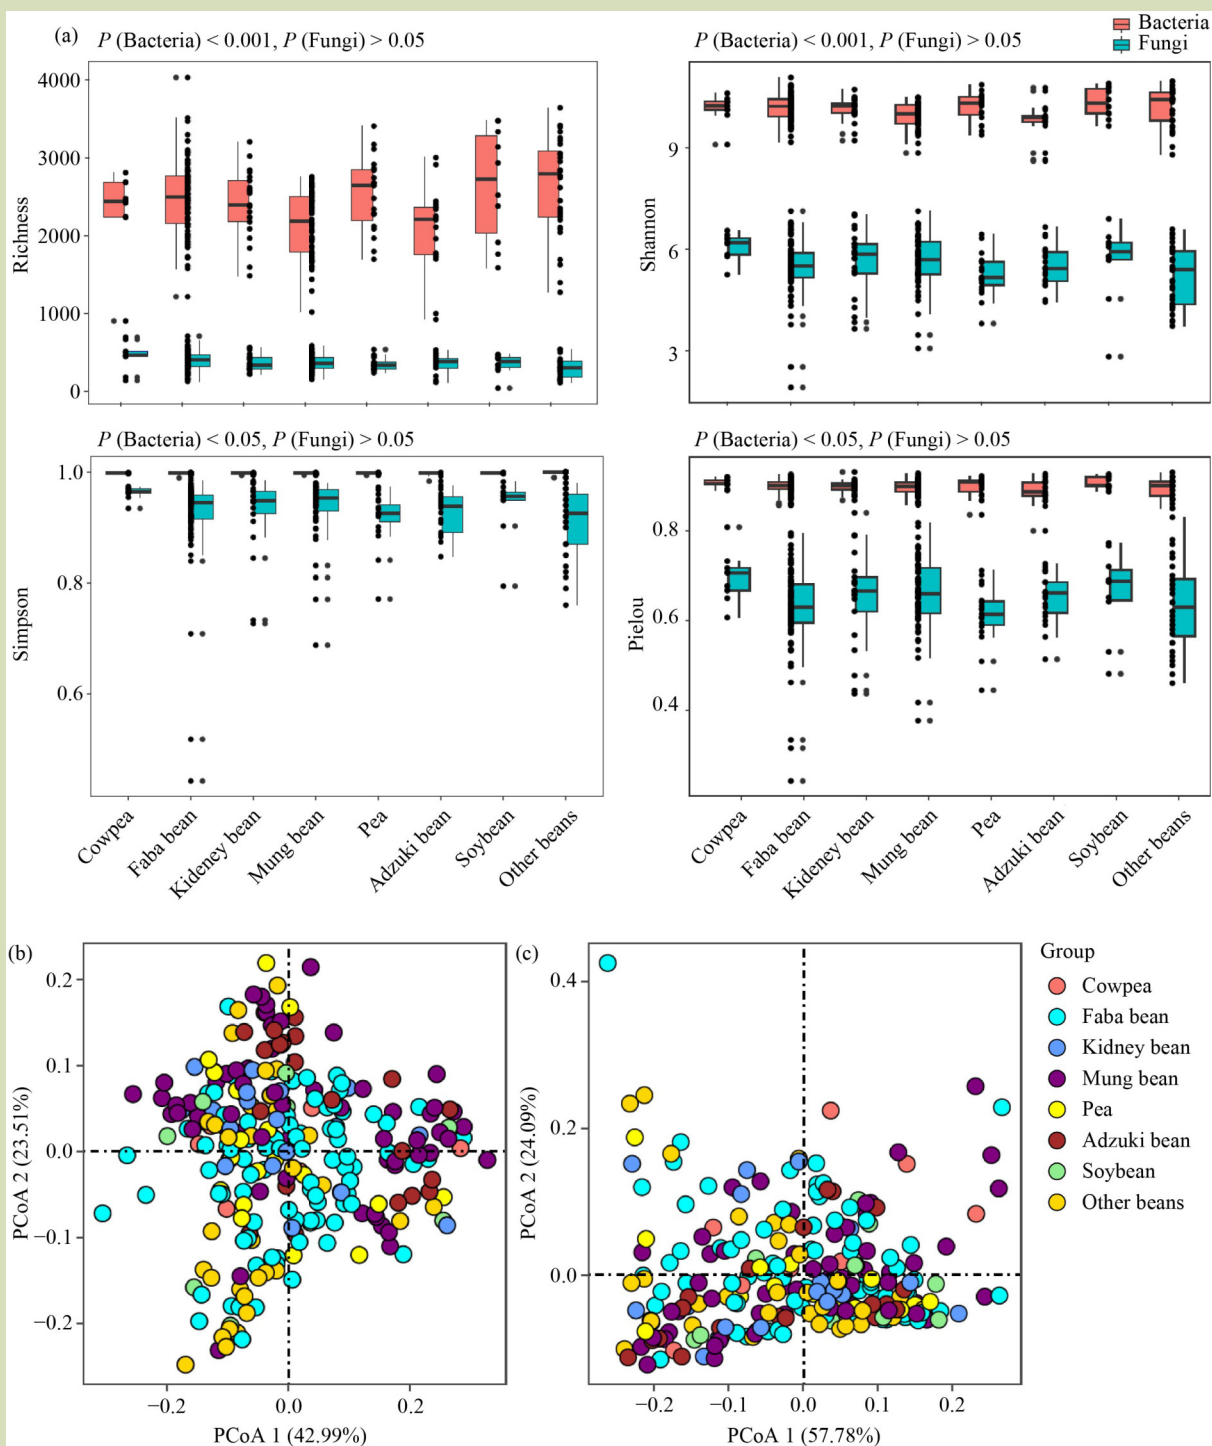 (a)
P (Bacteria) < 0.001, P (Fungi) > 0.05
P (Bacteria) < 0.001, P (Fungi) > 0.05
Bacteria
Fungi
Richness
4000
3000
2000
1000
0
Shannon
9
6
3
P (Bacteria) < 0.05, P (Fungi) > 0.05
P (Bacteria) < 0.05, P (Fungi) > 0.05
Simpson
1.0
0.8
0.6
Pielou
0.8
0.6
0.4
Cowpea
Faba bean
Kideney bean
Mung bean
Pea
Adzuki bean
Soybean
Other beans
Cowpea
Faba bean
Kideney bean
Mung bean
Pea
Adzuki bean
Soybean
Other beans
(b)
PCoA 2 (23.51%)
0.2
0.1
0.0
−0.1
−0.2
−0.2
0.0
0.2
PCoA 1 (42.99%)
(c)
PCoA 2 (24.09%)
0.4
0.2
0.0
−0.2
−0.1
0.0
0.1
0.2
PCoA 1 (57.78%)
Group
Cowpea
Faba bean
Kidney bean
Mung bean
Pea
Adzuki bean
Soybean
Other beans